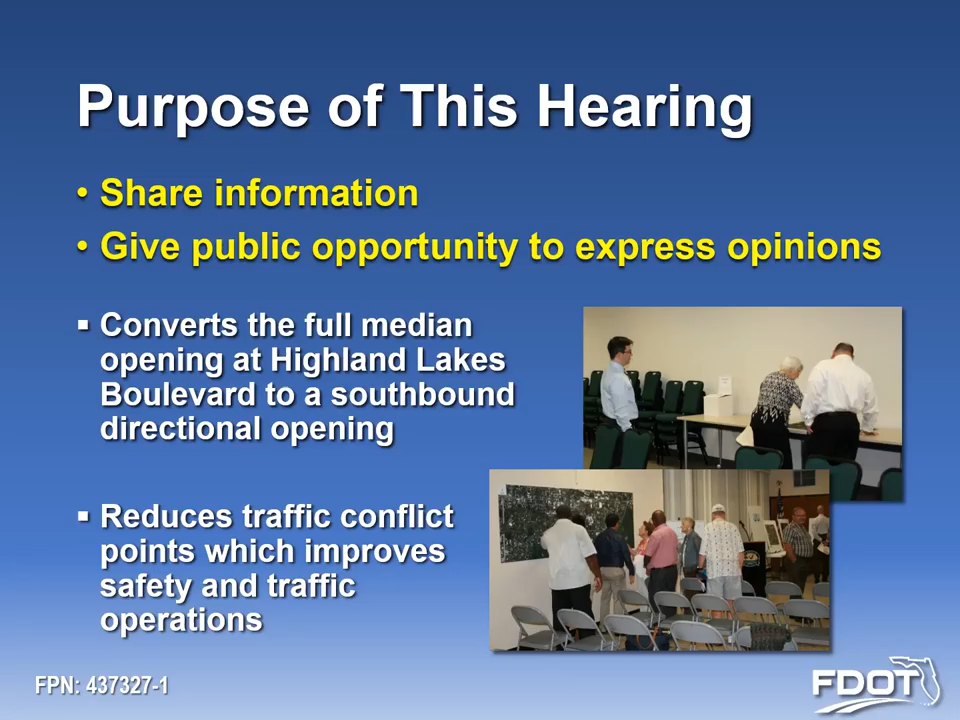 Purpose of This Hearing
• Share information
• Give public opportunity to express opinions
▪ Converts the full median
opening at Highland Lakes
Boulevard to a southbound
directional opening
▪ Reduces traffic conflict
points which improves
safety and traffic
operations
FPN: 437327-1
FDOT